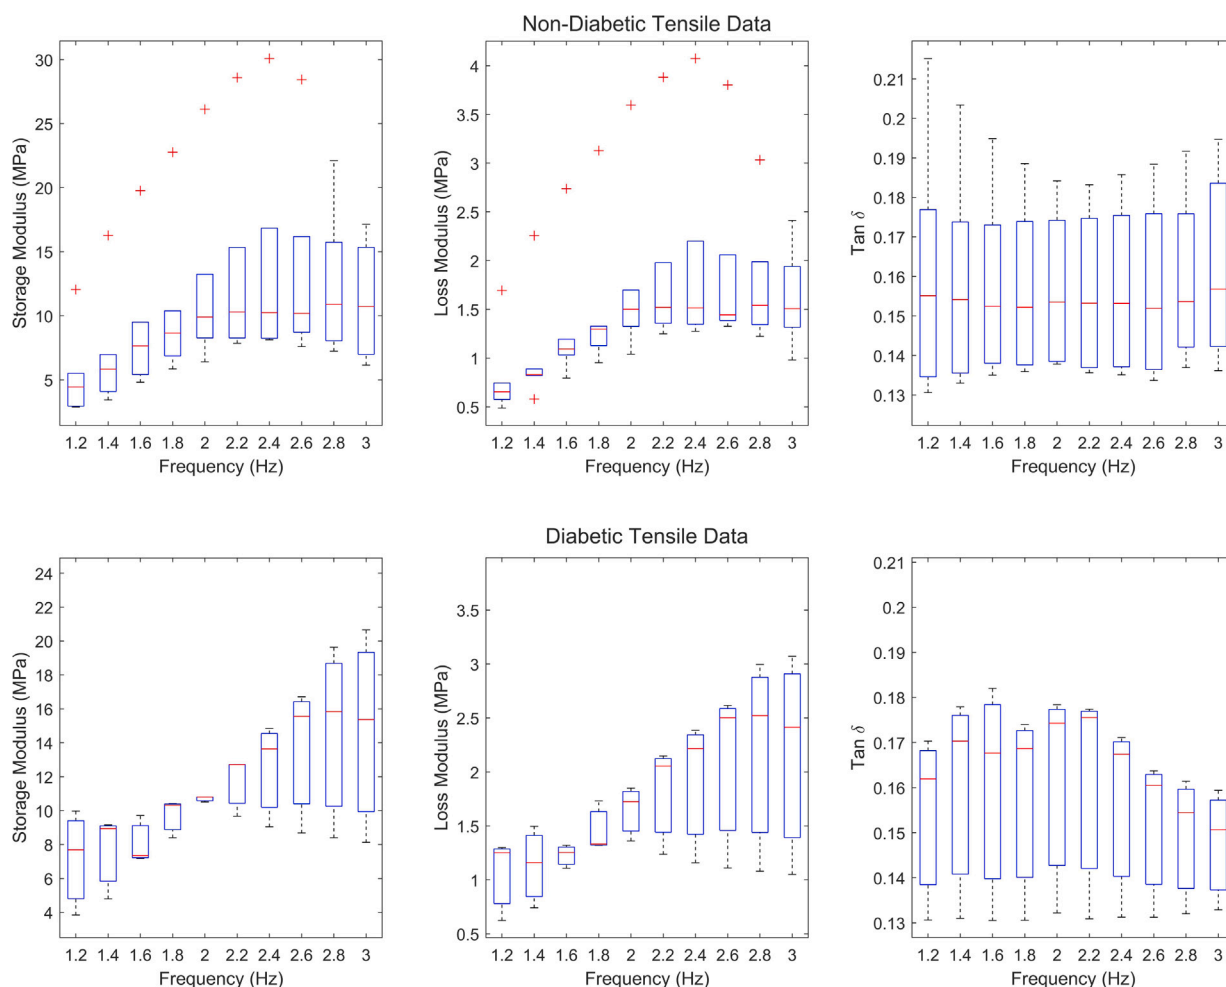 Non-Diabetic Tensile Data
Storage Modulus (MPa)
30
25
20
15
10
5
1.2 1.4 1.6 1.8 2 2.2 2.4 2.6 2.8 3
Frequency (Hz)
Loss Modulus (MPa)
4
3.5
3
2.5
2
1.5
1
0.5
1.2 1.4 1.6 1.8 2 2.2 2.4 2.6 2.8 3
Frequency (Hz)
Tan δ
0.21
0.2
0.19
0.18
0.17
0.16
0.15
0.14
0.13
1.2 1.4 1.6 1.8 2 2.2 2.4 2.6 2.8 3
Frequency (Hz)
Diabetic Tensile Data
Storage Modulus (MPa)
24
22
20
18
16
14
12
10
8
6
4
1.2 1.4 1.6 1.8 2 2.2 2.4 2.6 2.8 3
Frequency (Hz)
Loss Modulus (MPa)
3.5
3
2.5
2
1.5
1
0.5
1.2 1.4 1.6 1.8 2 2.2 2.4 2.6 2.8 3
Frequency (Hz)
Tan δ
0.21
0.2
0.19
0.18
0.17
0.16
0.15
0.14
0.13
1.2 1.4 1.6 1.8 2 2.2 2.4 2.6 2.8 3
Frequency (Hz)